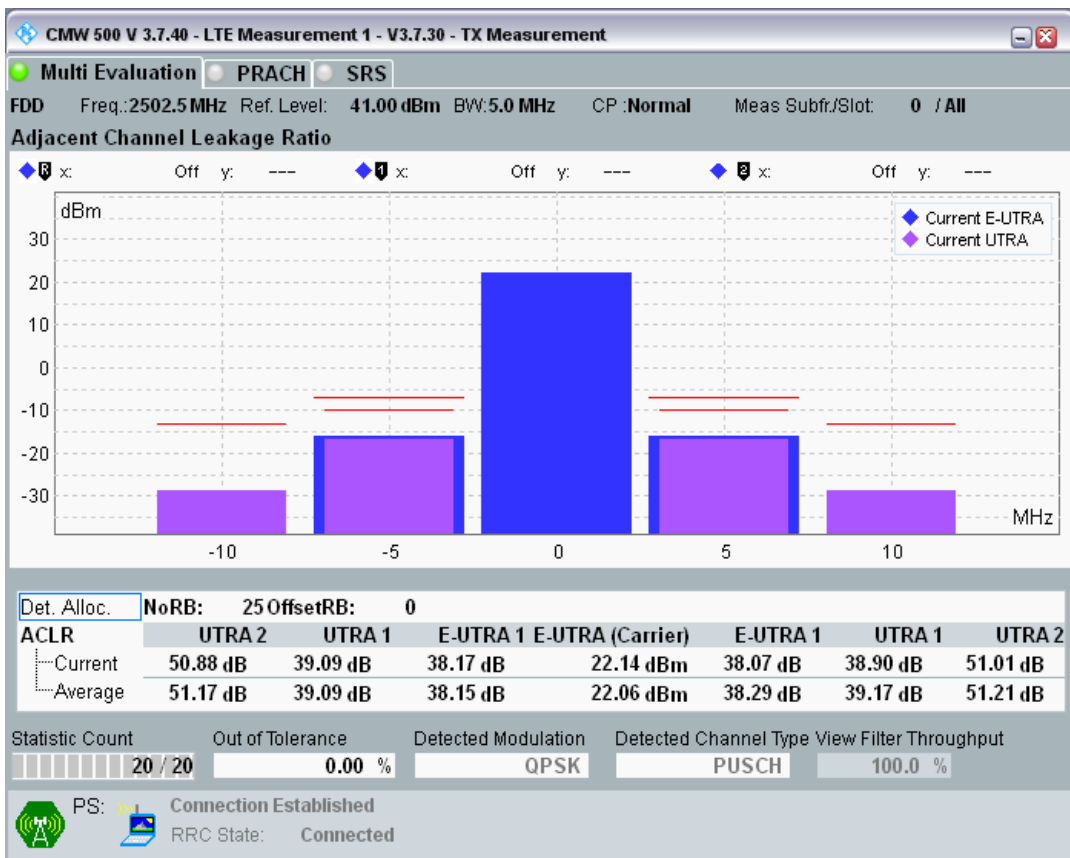 CMW 500 V 3.7.40 - LTE Measurement 1 - V3.7.30 - TX Measurement
Multi Evaluation PRACH SRS
FDD Freq.:2502.5 MHz Ref. Level: 41.00 dBm BW:5.0 MHz CP :Normal Meas Subfr./Slot: 0 / All
Adjacent Channel Leakage Ratio
R x: Off y: --- 1 x: Off y: --- 2 x: Off y: ---
dBm
Current E-UTRA
Current UTRA
30
20
10
0
-10
-20
-30
MHz
-10 -5 0 5 10
Det. Alloc. NoRB: 25 OffsetRB: 0
ACLR UTRA 2 UTRA 1 E-UTRA 1 E-UTRA (Carrier) E-UTRA 1 UTRA 1 UTRA 2
Current 50.88 dB 39.09 dB 38.17 dB 22.14 dBm 38.07 dB 38.90 dB 51.01 dB
Average 51.17 dB 39.09 dB 38.15 dB 22.06 dBm 38.29 dB 39.17 dB 51.21 dB
Statistic Count Out of Tolerance Detected Modulation Detected Channel Type View Filter Throughput
20 / 20 0.00 % QPSK PUSCH 100.0 %
PS: Connection Established
RRC State: Connected